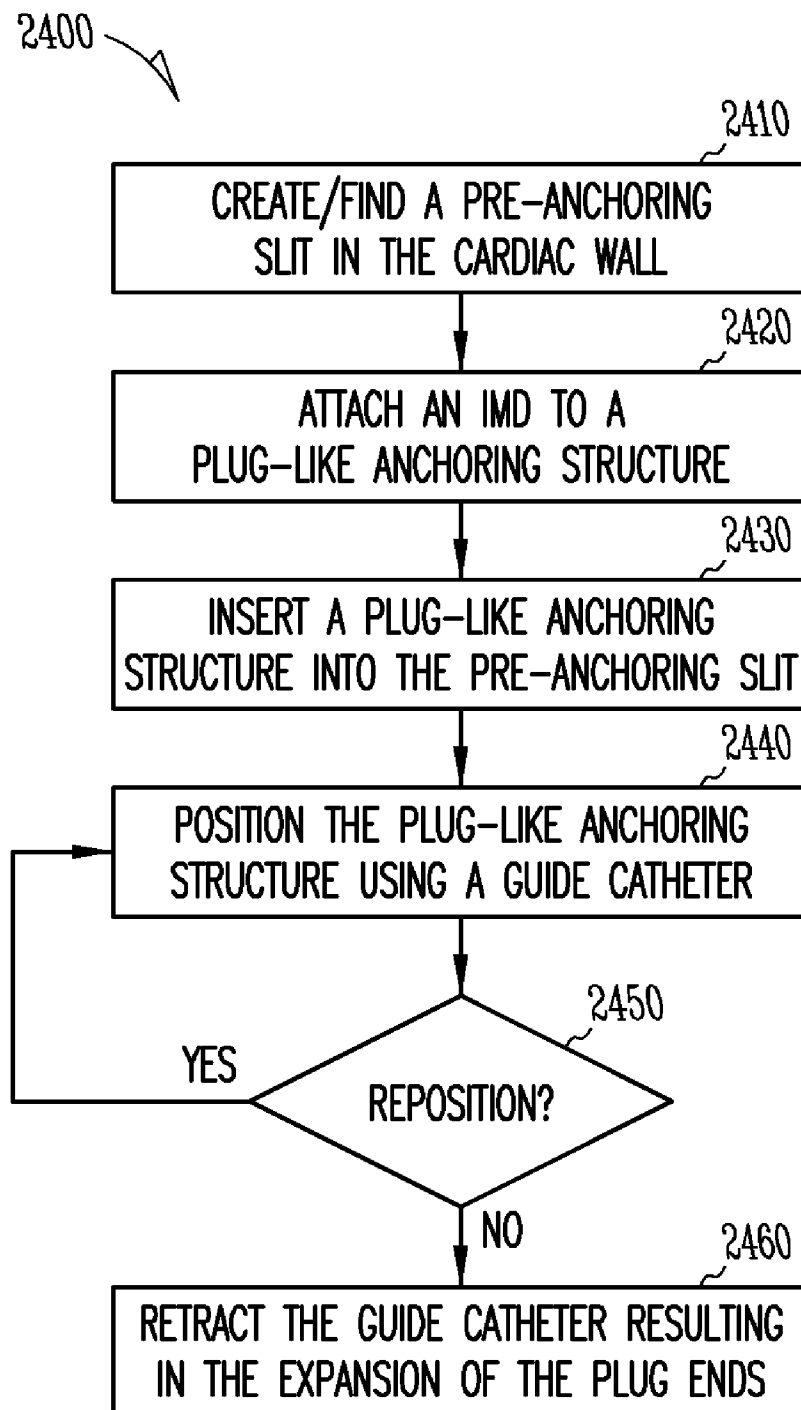 2400
2410
CREATE/FIND A PRE-ANCHORING
SLIT IN THE CARDIAC WALL
2420
ATTACH AN IMD TO A
PLUG-LIKE ANCHORING STRUCTURE
2430
INSERT A PLUG-LIKE ANCHORING
STRUCTURE INTO THE PRE-ANCHORING SLIT
2440
POSITION THE PLUG-LIKE ANCHORING
STRUCTURE USING A GUIDE CATHETER
2450
YES
REPOSITION?
NO
2460
RETRACT THE GUIDE CATHETER RESULTING
IN THE EXPANSION OF THE PLUG ENDS